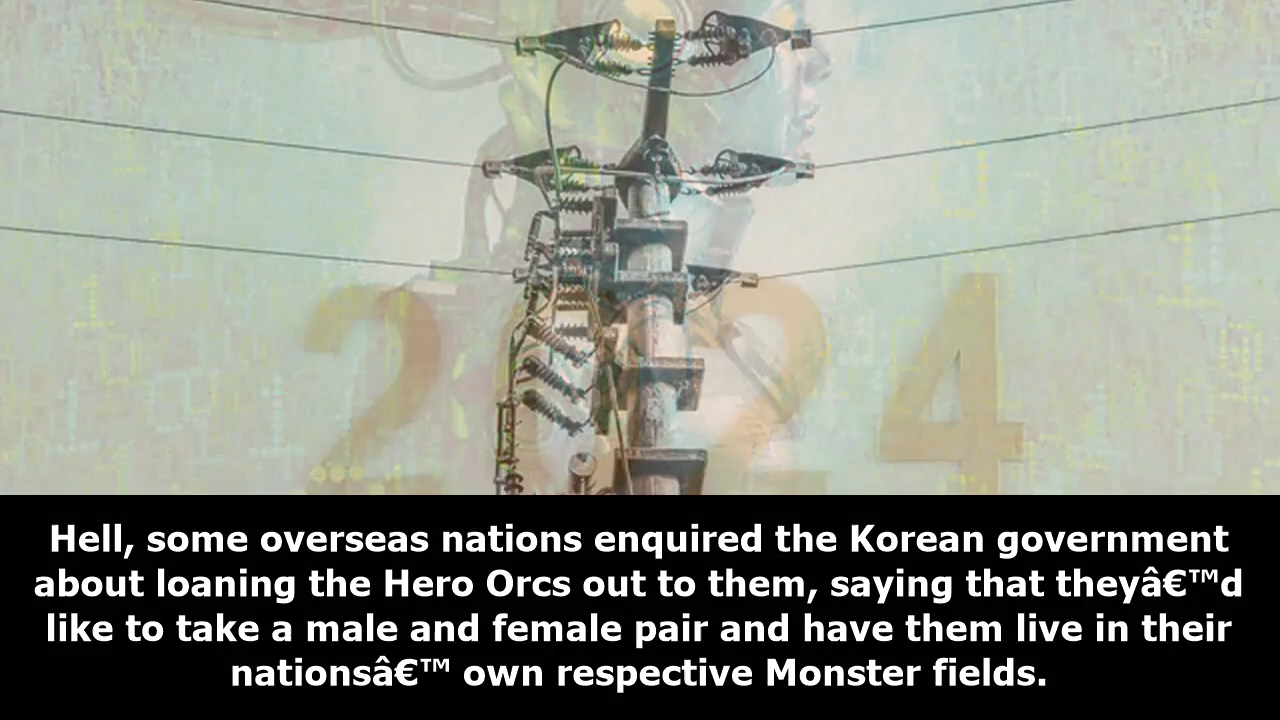 2024
Hell, some overseas nations enquired the Korean government
about loaning the Hero Orcs out to them, saying that theyâ€™d
like to take a male and female pair and have them live in their
nationsâ€™ own respective Monster fields.